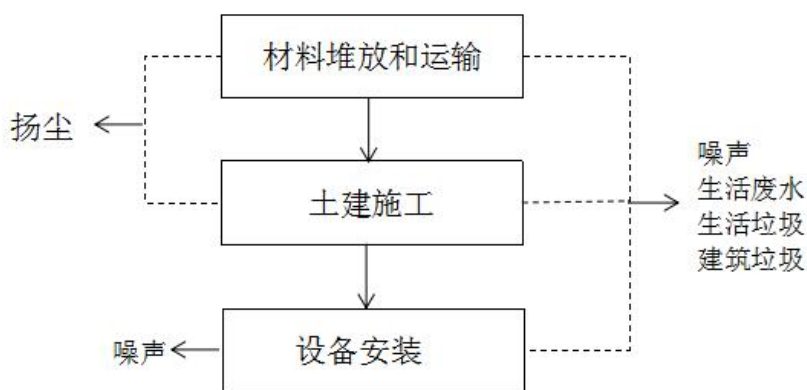 材料堆放和运输
扬尘
土建施工
噪声
生活废水
生活垃圾
建筑垃圾
噪声
设备安装